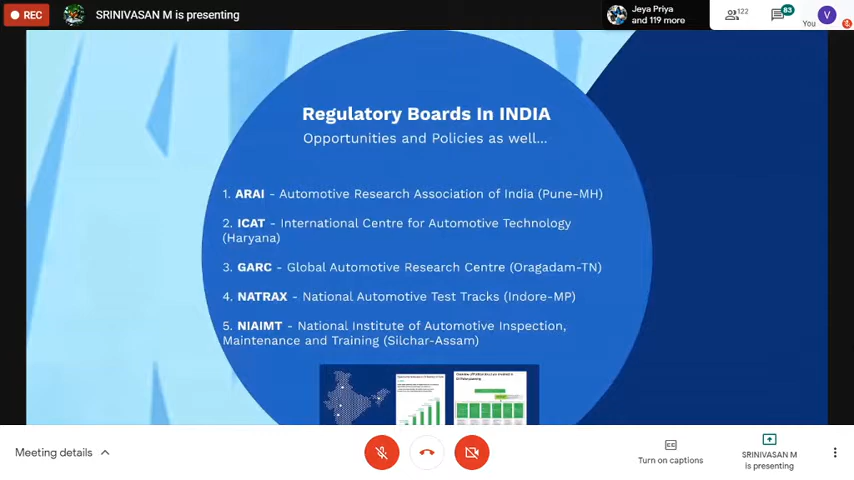 REC
SRINIVASAN M is presenting
Jeya Priya
and 119 more
122
83
V
You
Regulatory Boards In INDIA
Opportunities and Policies as well...
1. ARAI - Automotive Research Association of India (Pune-MH)
2. ICAT - International Centre for Automotive Technology
(Haryana)
3. GARC - Global Automotive Research Centre (Oragadam-TN)
4. NATRAX - National Automotive Test Tracks (Indore-MP)
5. NIAIMT - National Institute of Automotive Inspection,
Maintenance and Training (Silchar-Assam)
Meeting details
Turn on captions
SRINIVASAN M
is presenting